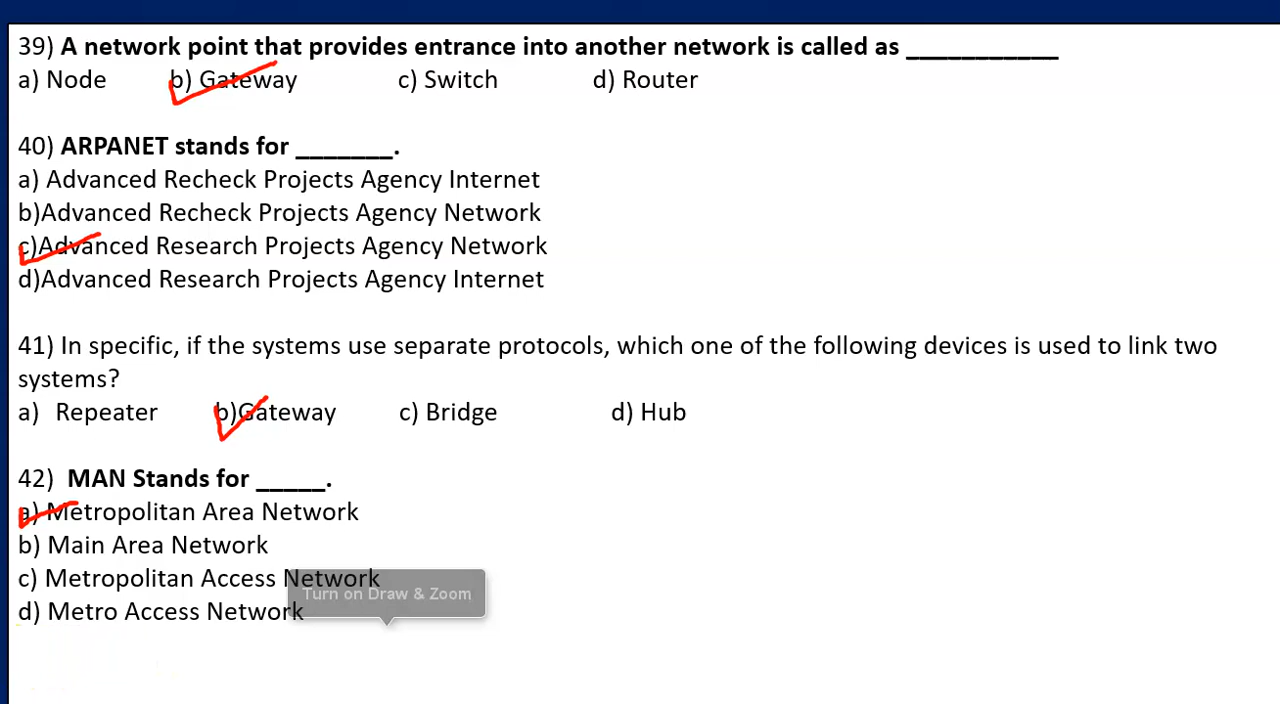 39) A network point that provides entrance into another network is called as ___________
a) Node b) Gateway c) Switch d) Router
40) ARPANET stands for _______.
a) Advanced Recheck Projects Agency Internet
b)Advanced Recheck Projects Agency Network
c)Advanced Research Projects Agency Network
d)Advanced Research Projects Agency Internet
41) In specific, if the systems use separate protocols, which one of the following devices is used to link two
systems?
a) Repeater b)Gateway c) Bridge d) Hub
42) MAN Stands for _____.
a) Metropolitan Area Network
b) Main Area Network
c) Metropolitan Access Network
Turn on Draw & Zoom
d) Metro Access Network